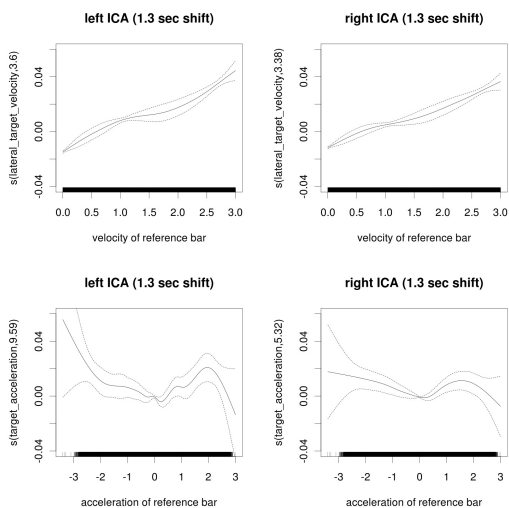 left ICA (1.3 sec shift)
s(lateral_target_velocity,3.6)
0.04
0.00
-0.04
0.0 0.5 1.0 1.5 2.0 2.5 3.0
velocity of reference bar
right ICA (1.3 sec shift)
s(lateral_target_velocity,3.38)
0.04
0.00
-0.04
0.0 0.5 1.0 1.5 2.0 2.5 3.0
velocity of reference bar
left ICA (1.3 sec shift)
s(target_acceleration,9.59)
0.04
0.00
-0.04
-3 -2 -1 0 1 2 3
acceleration of reference bar
right ICA (1.3 sec shift)
s(target_acceleration,5.32)
0.04
0.00
-0.04
-3 -2 -1 0 1 2 3
acceleration of reference bar